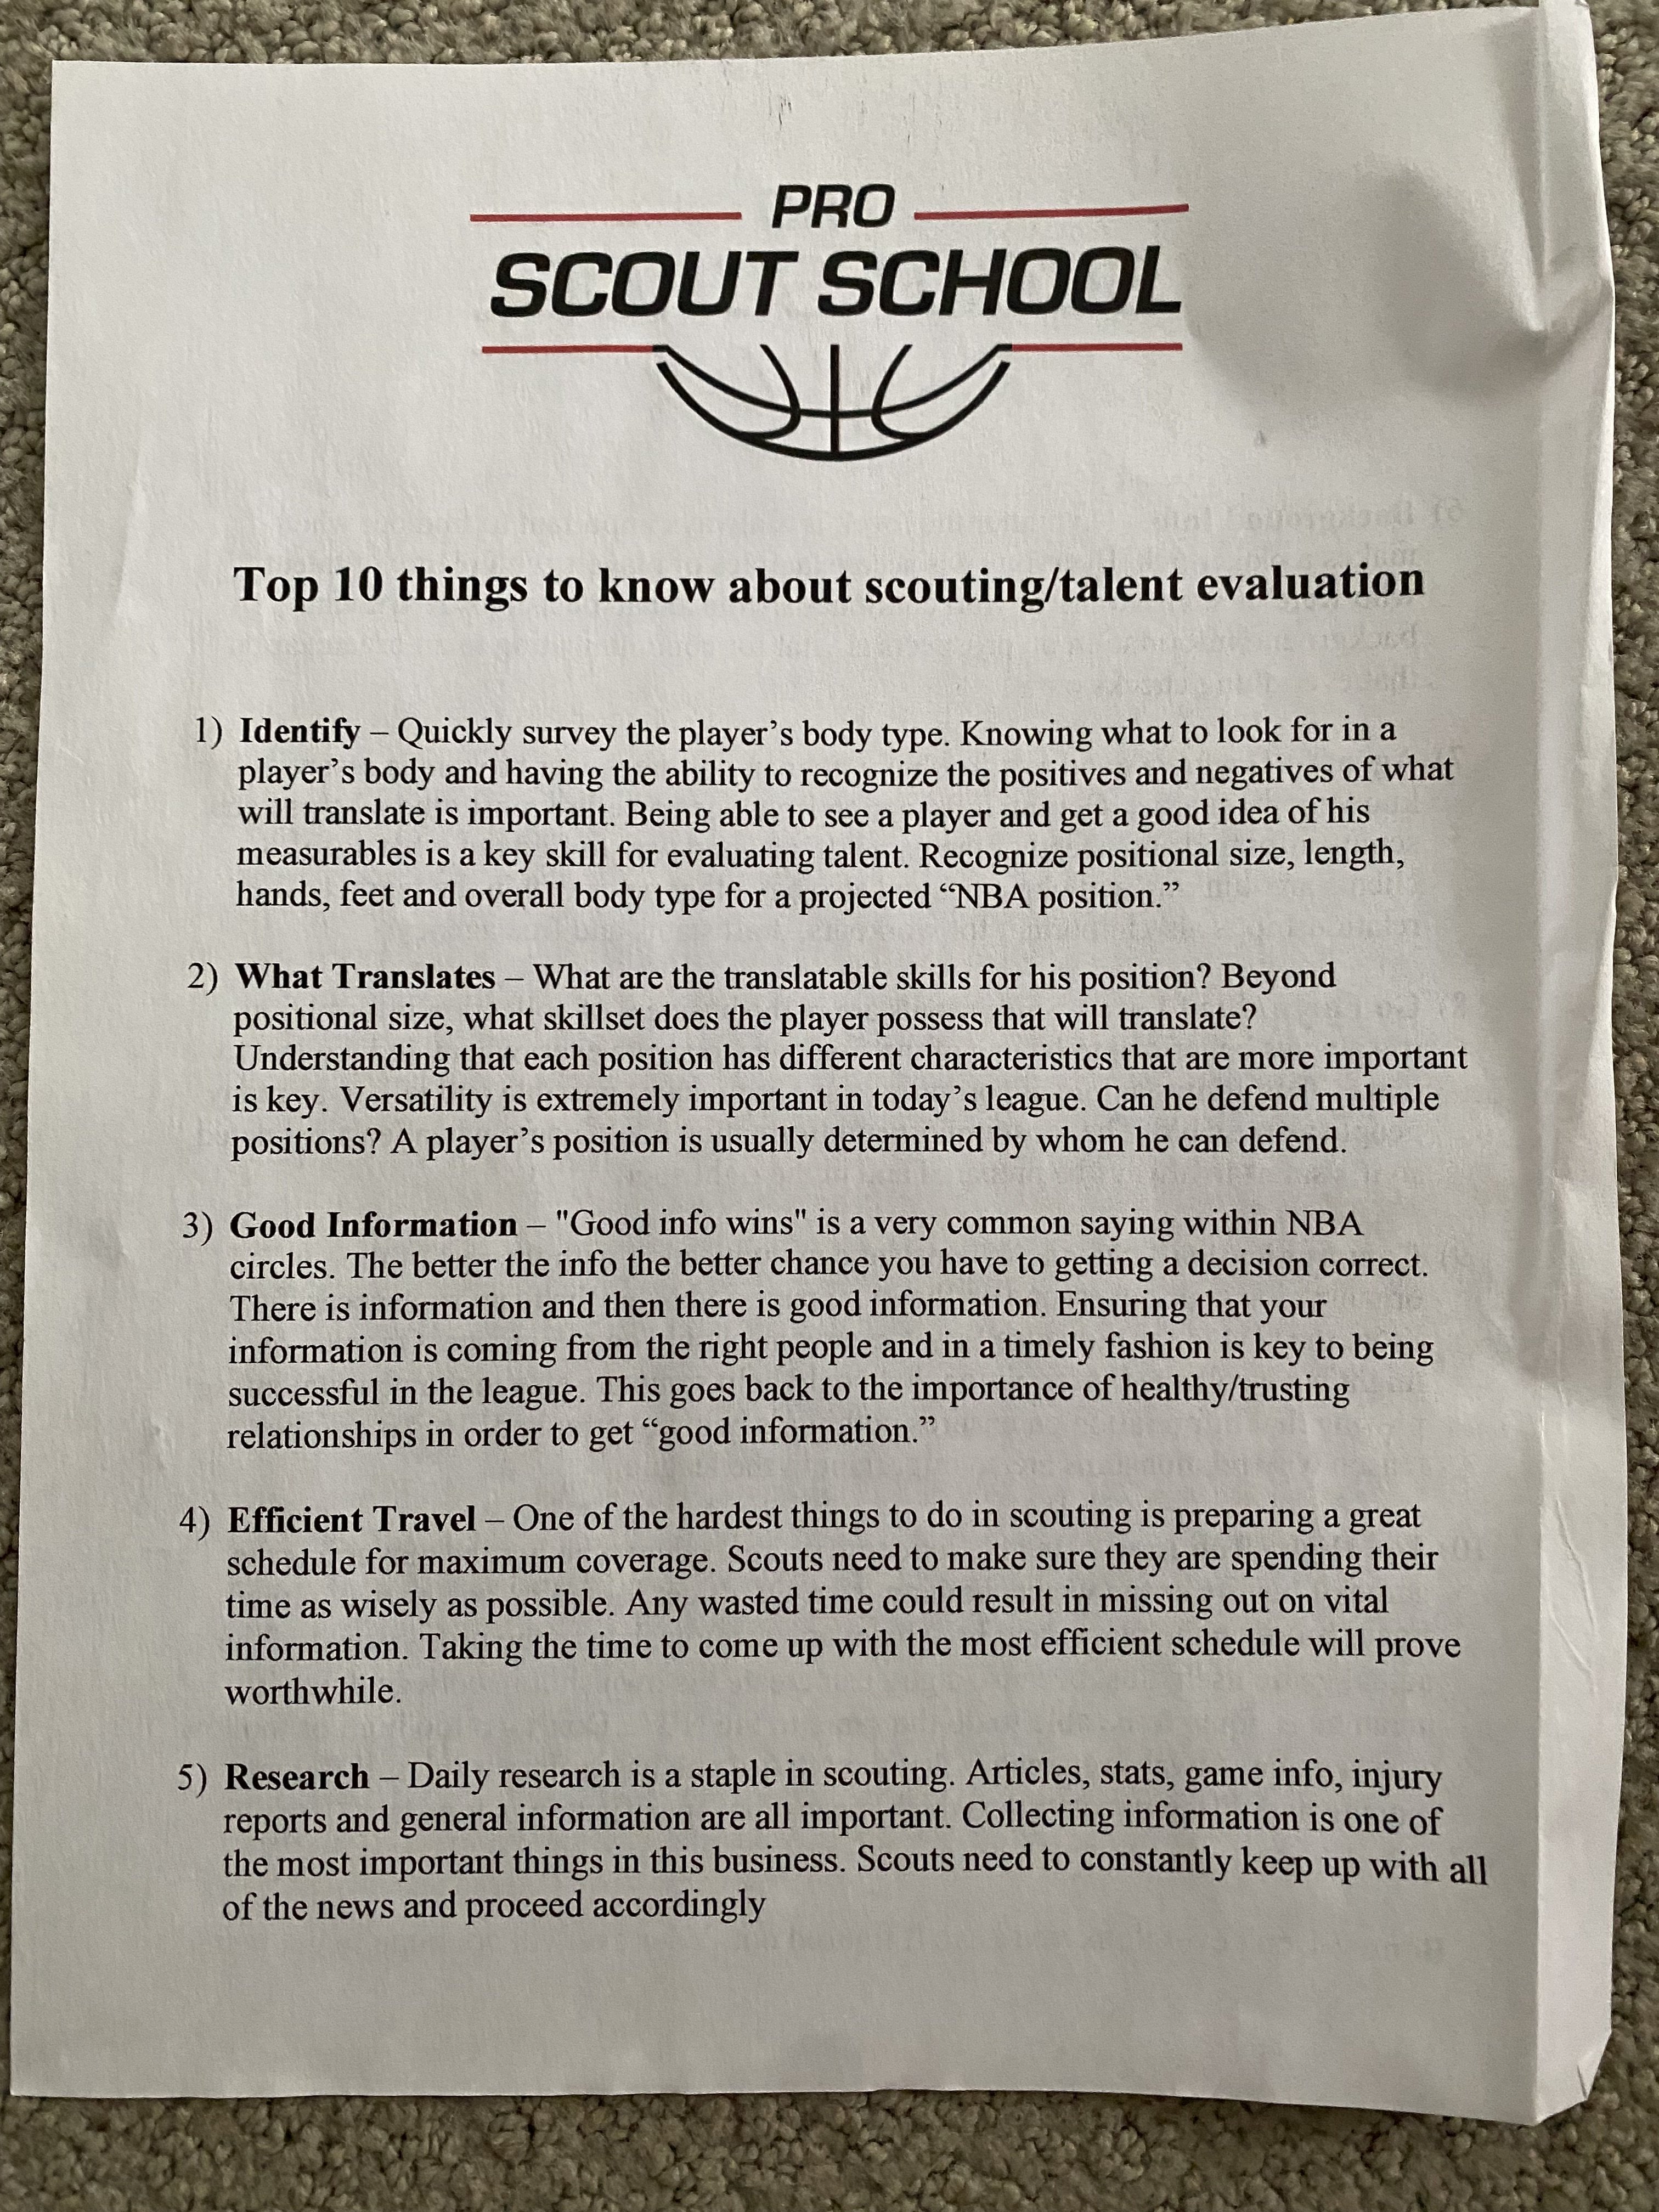 PRO
SCOUT SCHOOL
Top 10 things to know about scouting/talent evaluation
1) Identify – Quickly survey the player’s body type. Knowing what to look for in a
player’s body and having the ability to recognize the positives and negatives of what
will translate is important. Being able to see a player and get a good idea of his
measurables is a key skill for evaluating talent. Recognize positional size, length,
hands, feet and overall body type for a projected “NBA position.”
2) What Translates – What are the translatable skills for his position? Beyond
positional size, what skillset does the player possess that will translate?
Understanding that each position has different characteristics that are more important
is key. Versatility is extremely important in today’s league. Can he defend multiple
positions? A player’s position is usually determined by whom he can defend.
3) Good Information – "Good info wins" is a very common saying within NBA
circles. The better the info the better chance you have to getting a decision correct.
There is information and then there is good information. Ensuring that your
information is coming from the right people and in a timely fashion is key to being
successful in the league. This goes back to the importance of healthy/trusting
relationships in order to get “good information.”
4) Efficient Travel – One of the hardest things to do in scouting is preparing a great
schedule for maximum coverage. Scouts need to make sure they are spending their
time as wisely as possible. Any wasted time could result in missing out on vital
information. Taking the time to come up with the most efficient schedule will prove
worthwhile.
5) Research – Daily research is a staple in scouting. Articles, stats, game info, injury
reports and general information are all important. Collecting information is one of
the most important things in this business. Scouts need to constantly keep up with all
of the news and proceed accordingly